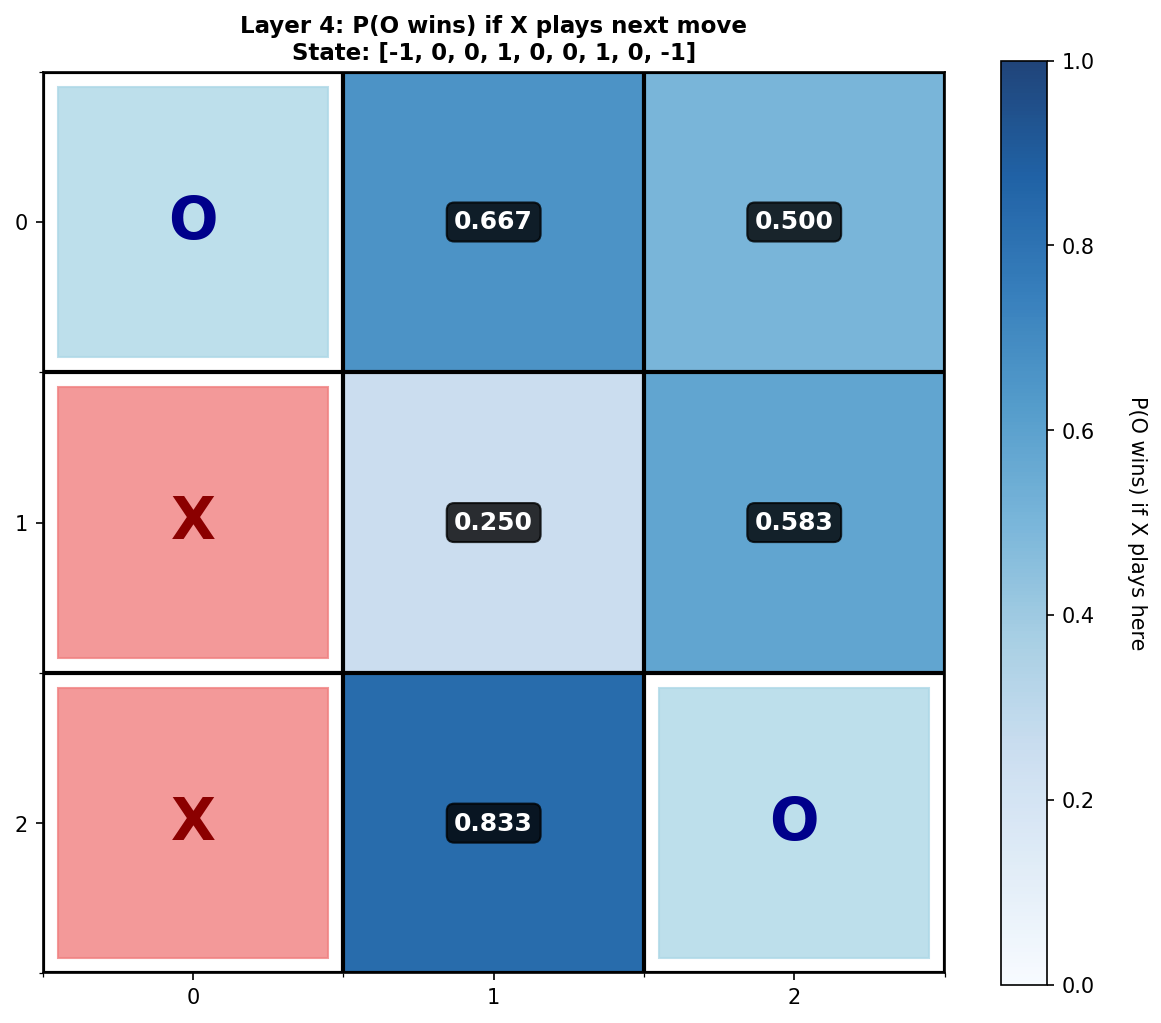 Layer 4: P(O wins) if X plays next move
State: [-1, 0, 0, 1, 0, 0, 1, 0, -1]
0
O
0.667
0.500
1
X
0.250
0.583
2
X
0.833
O
0
1
2
1.0
0.8
0.6
0.4
0.2
0.0
P(O wins) if X plays here